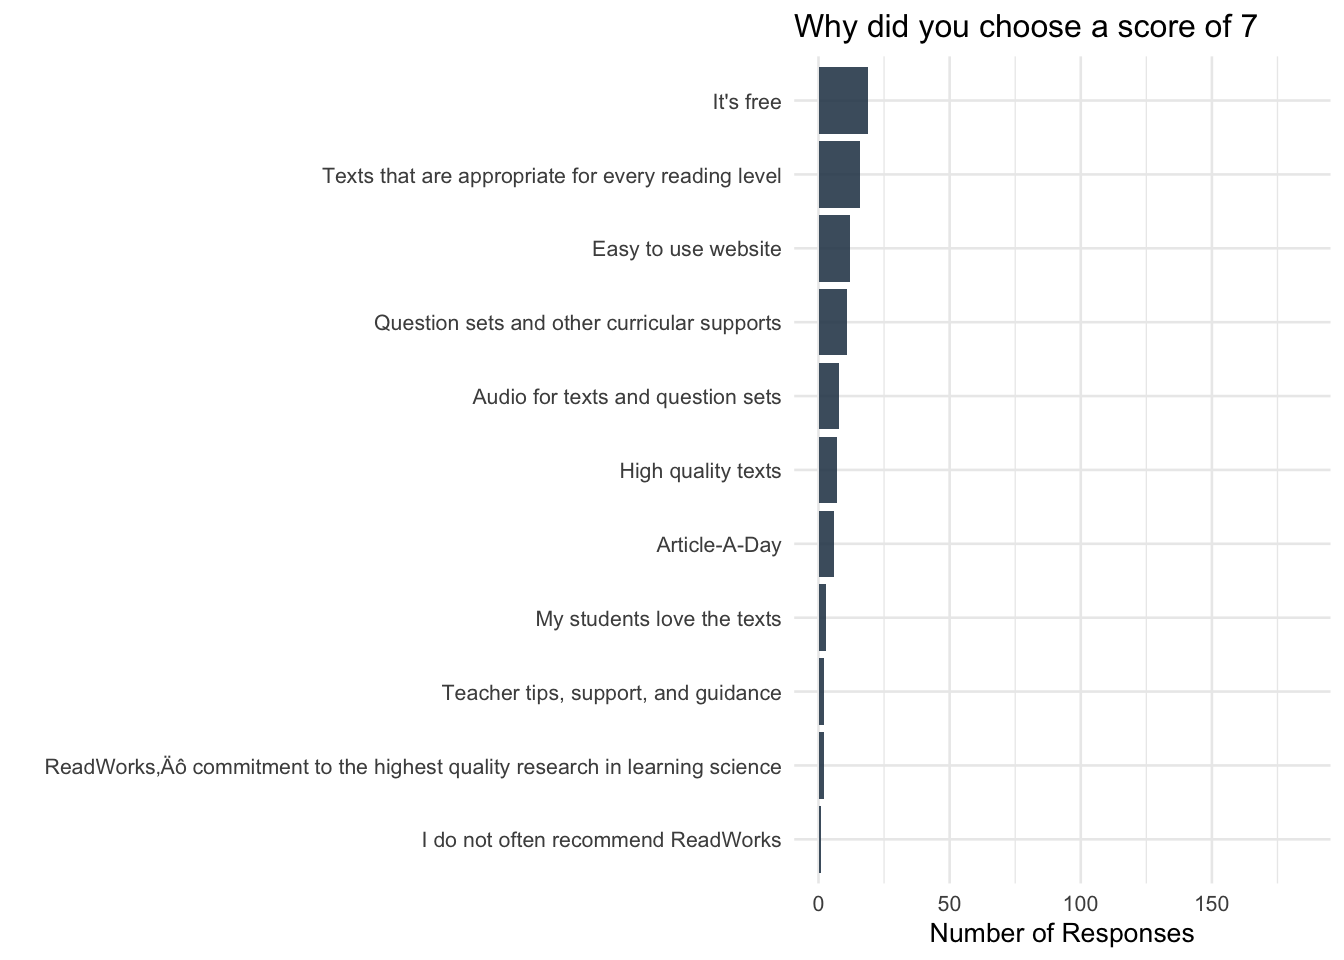 Why did you choose a score of 7
It's free
Texts that are appropriate for every reading level
Easy to use website
Question sets and other curricular supports
Audio for texts and question sets
High quality texts
Article-A-Day
My students love the texts
Teacher tips, support, and guidance
ReadWorks‚Äô commitment to the highest quality research in learning science
I do not often recommend ReadWorks
0 50 100 150
Number of Responses